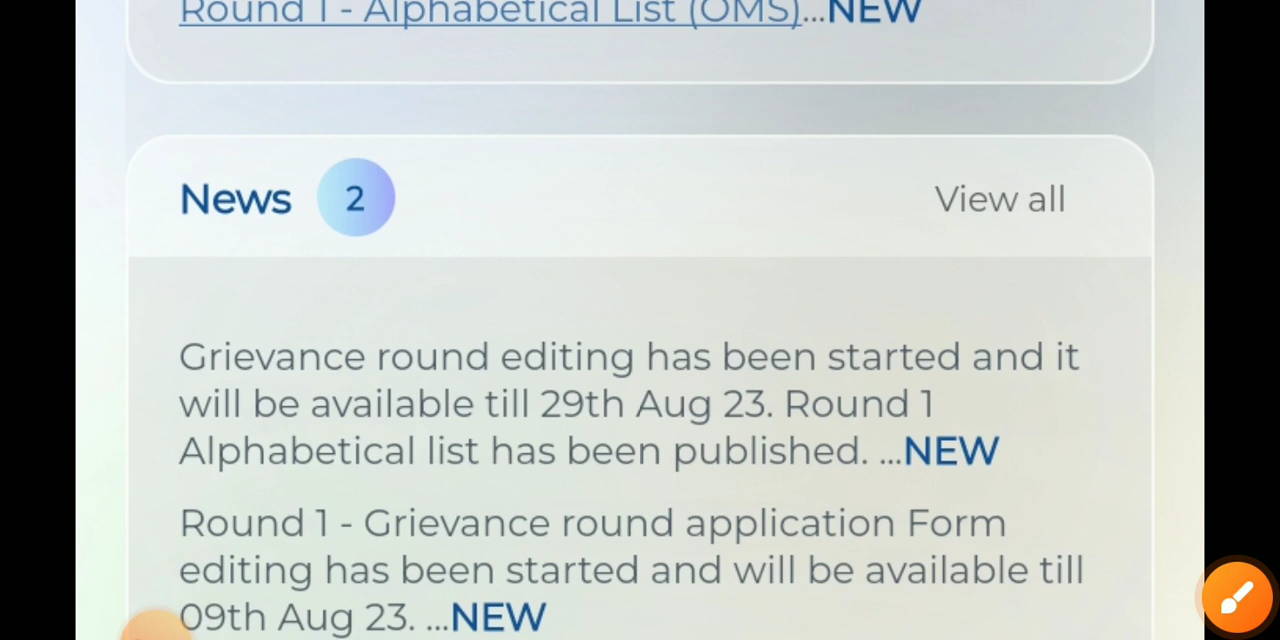 Round 1 - Alphabetical List (OMS)...NEW
News 2 View all
Grievance round editing has been started and it
will be available till 29th Aug 23. Round 1
Alphabetical list has been published. ...NEW
Round 1 - Grievance round application Form
editing has been started and will be available till
09th Aug 23. ...NEW